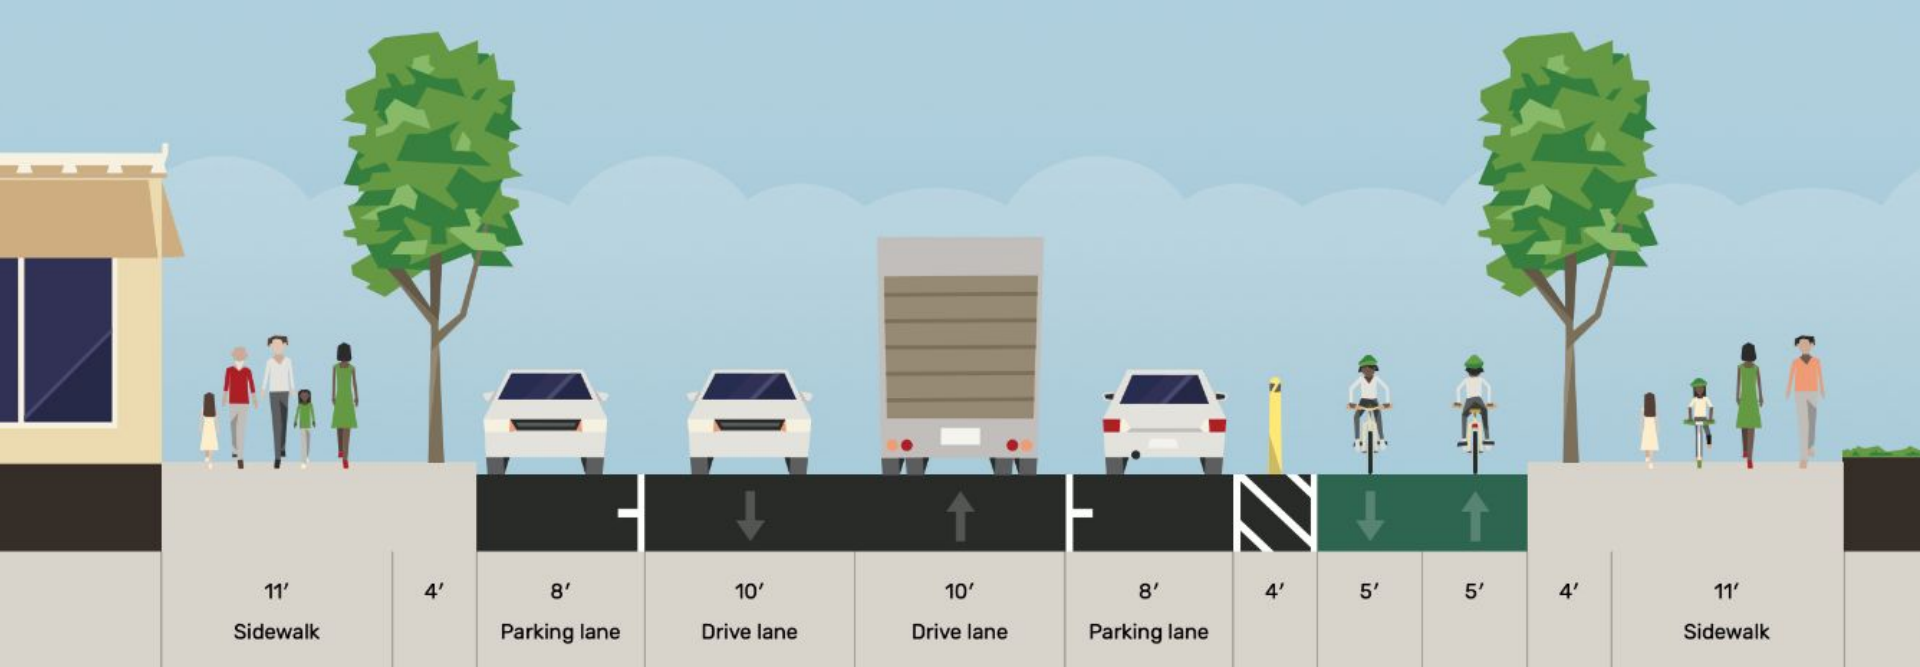 11′ 4′ 8′ 10′ 10′ 8′ 4′ 5′ 5′ 4′ 11′
Sidewalk Parking lane Drive lane Drive lane Parking lane Sidewalk